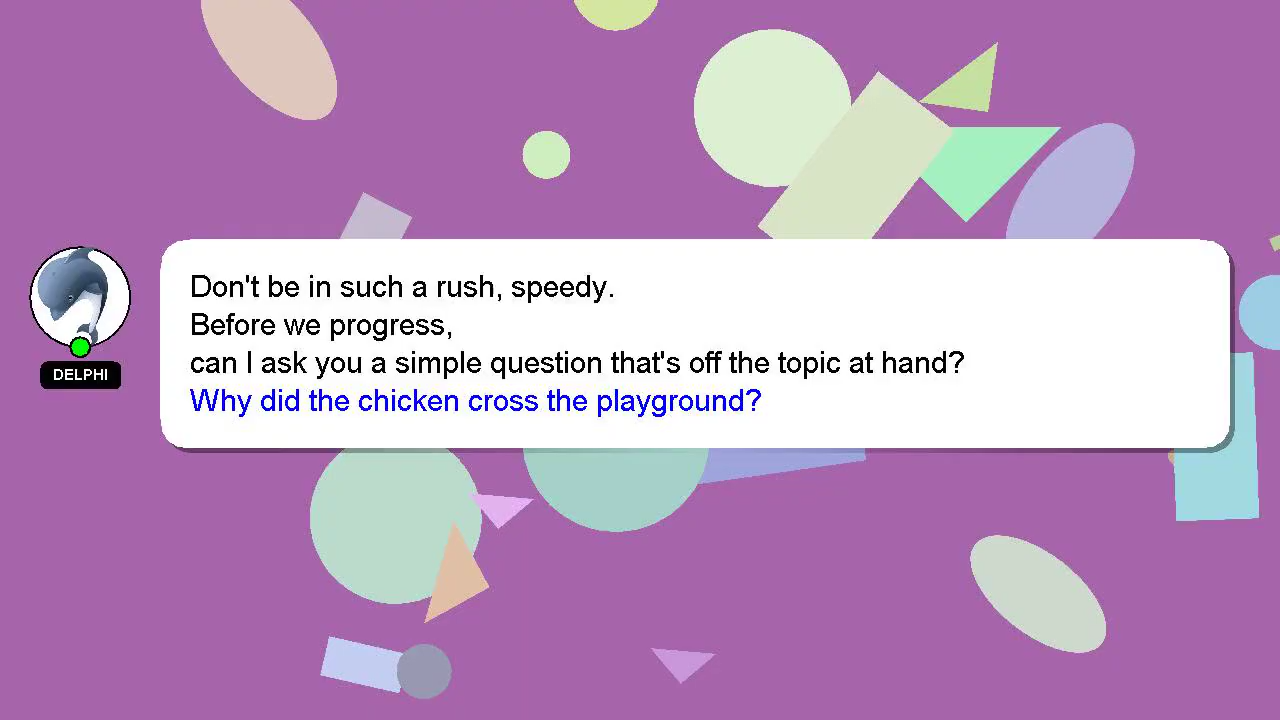 Don't be in such a rush, speedy.
Before we progress,
can I ask you a simple question that's off the topic at hand?
Why did the chicken cross the playground?
DELPHI